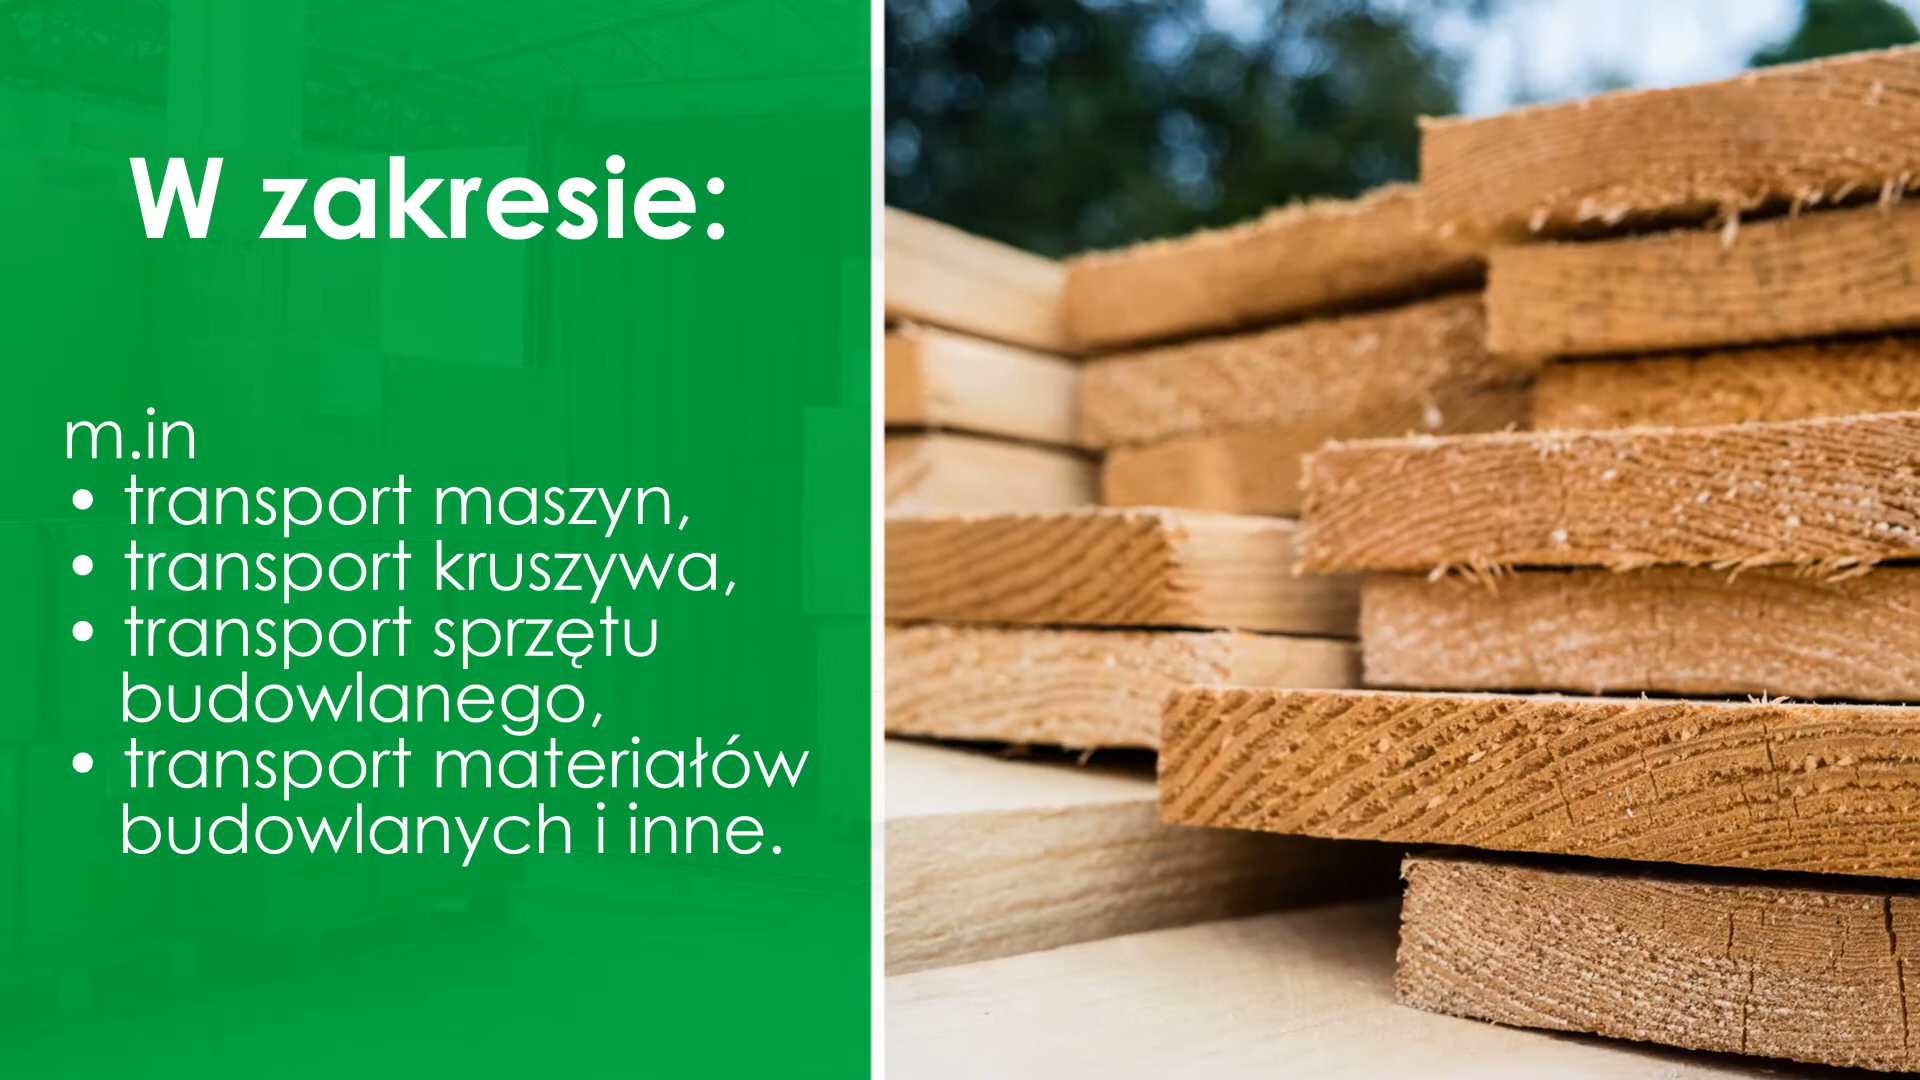 W zakresie:
m.in
• transport maszyn,
• transport kruszywa,
• transport sprzętu
budowlanego,
• transport materiałów
budowlanych i inne.